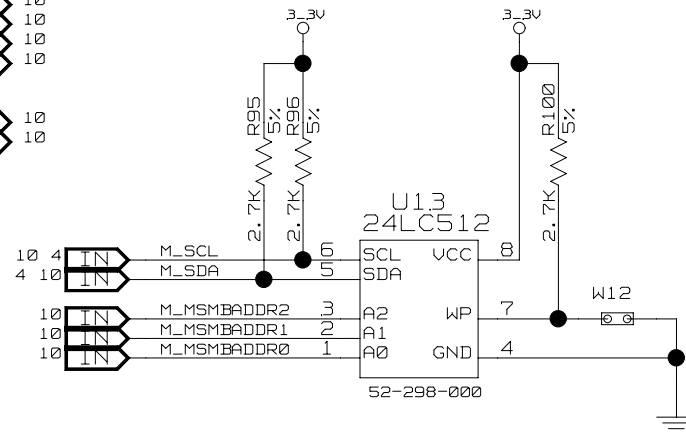 10
10
10
10
10
10
3_3V
3_3V
R95
5%
2.7K
R96
5%
2.7K
R100
5%
2.7K
U13
24LC512
10 4 IN M_SCL 6 SCL VCC 8
4 10 IN M_SDA 5 SDA
W12
10 IN M_MSMBADDR2 3 A2 WP 7
10 IN M_MSMBADDR1 2 A1
10 IN M_MSMBADDR0 1 A0 GND 4
52-298-000